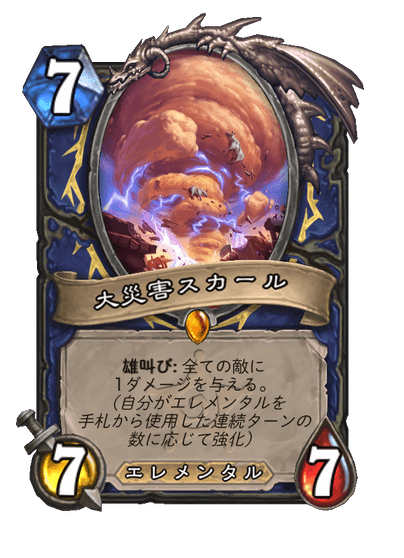 7
大災害スカール
雄叫び: 全ての敵に
1ダメージを与える。
(自分がエレメンタルを
手札から使用した連続ターンの
数に応じて強化)
エレメンタル
7
7